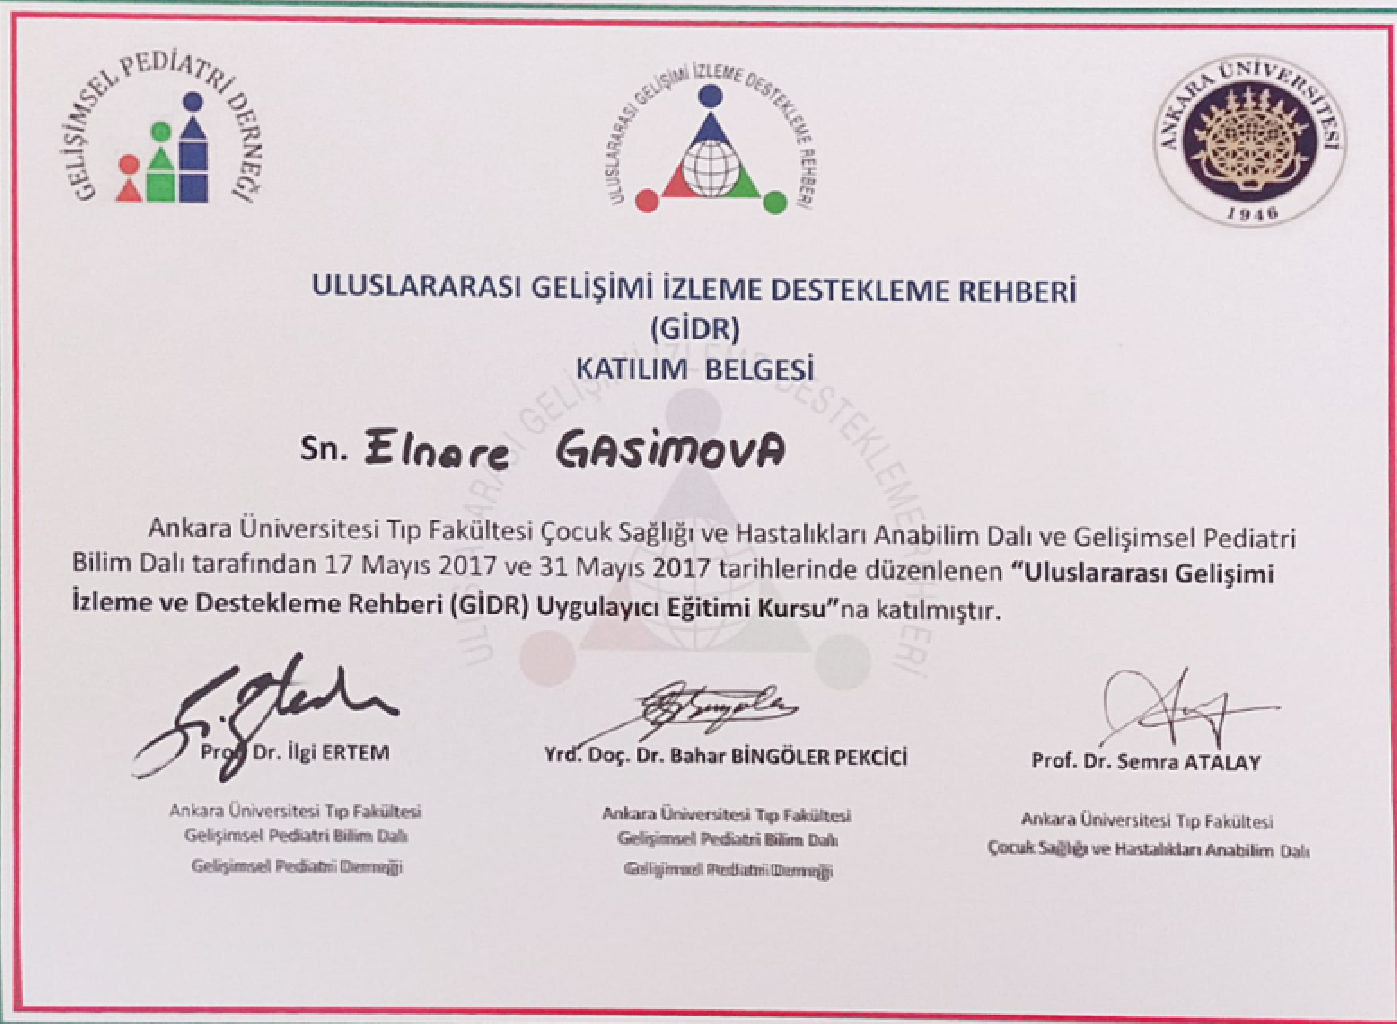 GELİŞİMSEL PEDİATRİ DERNEĞİ
ULUSLARARASI GELİŞİMİ İZLEME DESTEKLEME REHBERİ
ANKARA ÜNİVERSİTESİ
1946
ULUSLARARASI GELİŞİMİ İZLEME DESTEKLEME REHBERİ
(GİDR)
KATILIM BELGESİ
Sn. Elnare GASİMOVA
Ankara Üniversitesi Tıp Fakültesi Çocuk Sağlığı ve Hastalıkları Anabilim Dalı ve Gelişimsel Pediatri
Bilim Dalı tarafından 17 Mayıs 2017 ve 31 Mayıs 2017 tarihlerinde düzenlenen “Uluslararası Gelişimi
İzleme ve Destekleme Rehberi (GİDR) Uygulayıcı Eğitimi Kursu”na katılmıştır.
Prof. Dr. İlgi ERTEM
Ankara Üniversitesi Tıp Fakültesi
Gelişimsel Pediatri Bilim Dalı
Gelişimsel Pediatri Derneği
Yrd. Doç. Dr. Bahar BİNGÖLER PEKCİCİ
Ankara Üniversitesi Tıp Fakültesi
Gelişimsel Pediatri Bilim Dalı
Gelişimsel Pediatri Derneği
Prof. Dr. Semra ATALAY
Ankara Üniversitesi Tıp Fakültesi
Çocuk Sağlığı ve Hastalıkları Anabilim Dalı